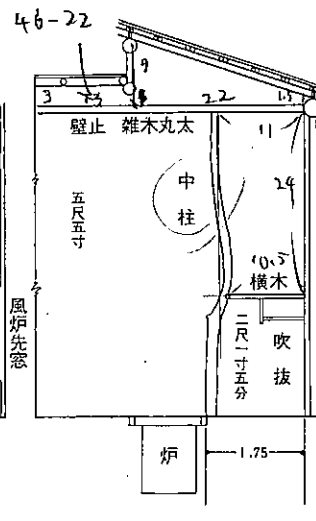 46-22
9
3
22
1.5
壁止 雑木丸太
11
中柱
24
五尺五寸
10.5
横木
風炉先窓
二尺一寸五分
吹抜
炉
1.75